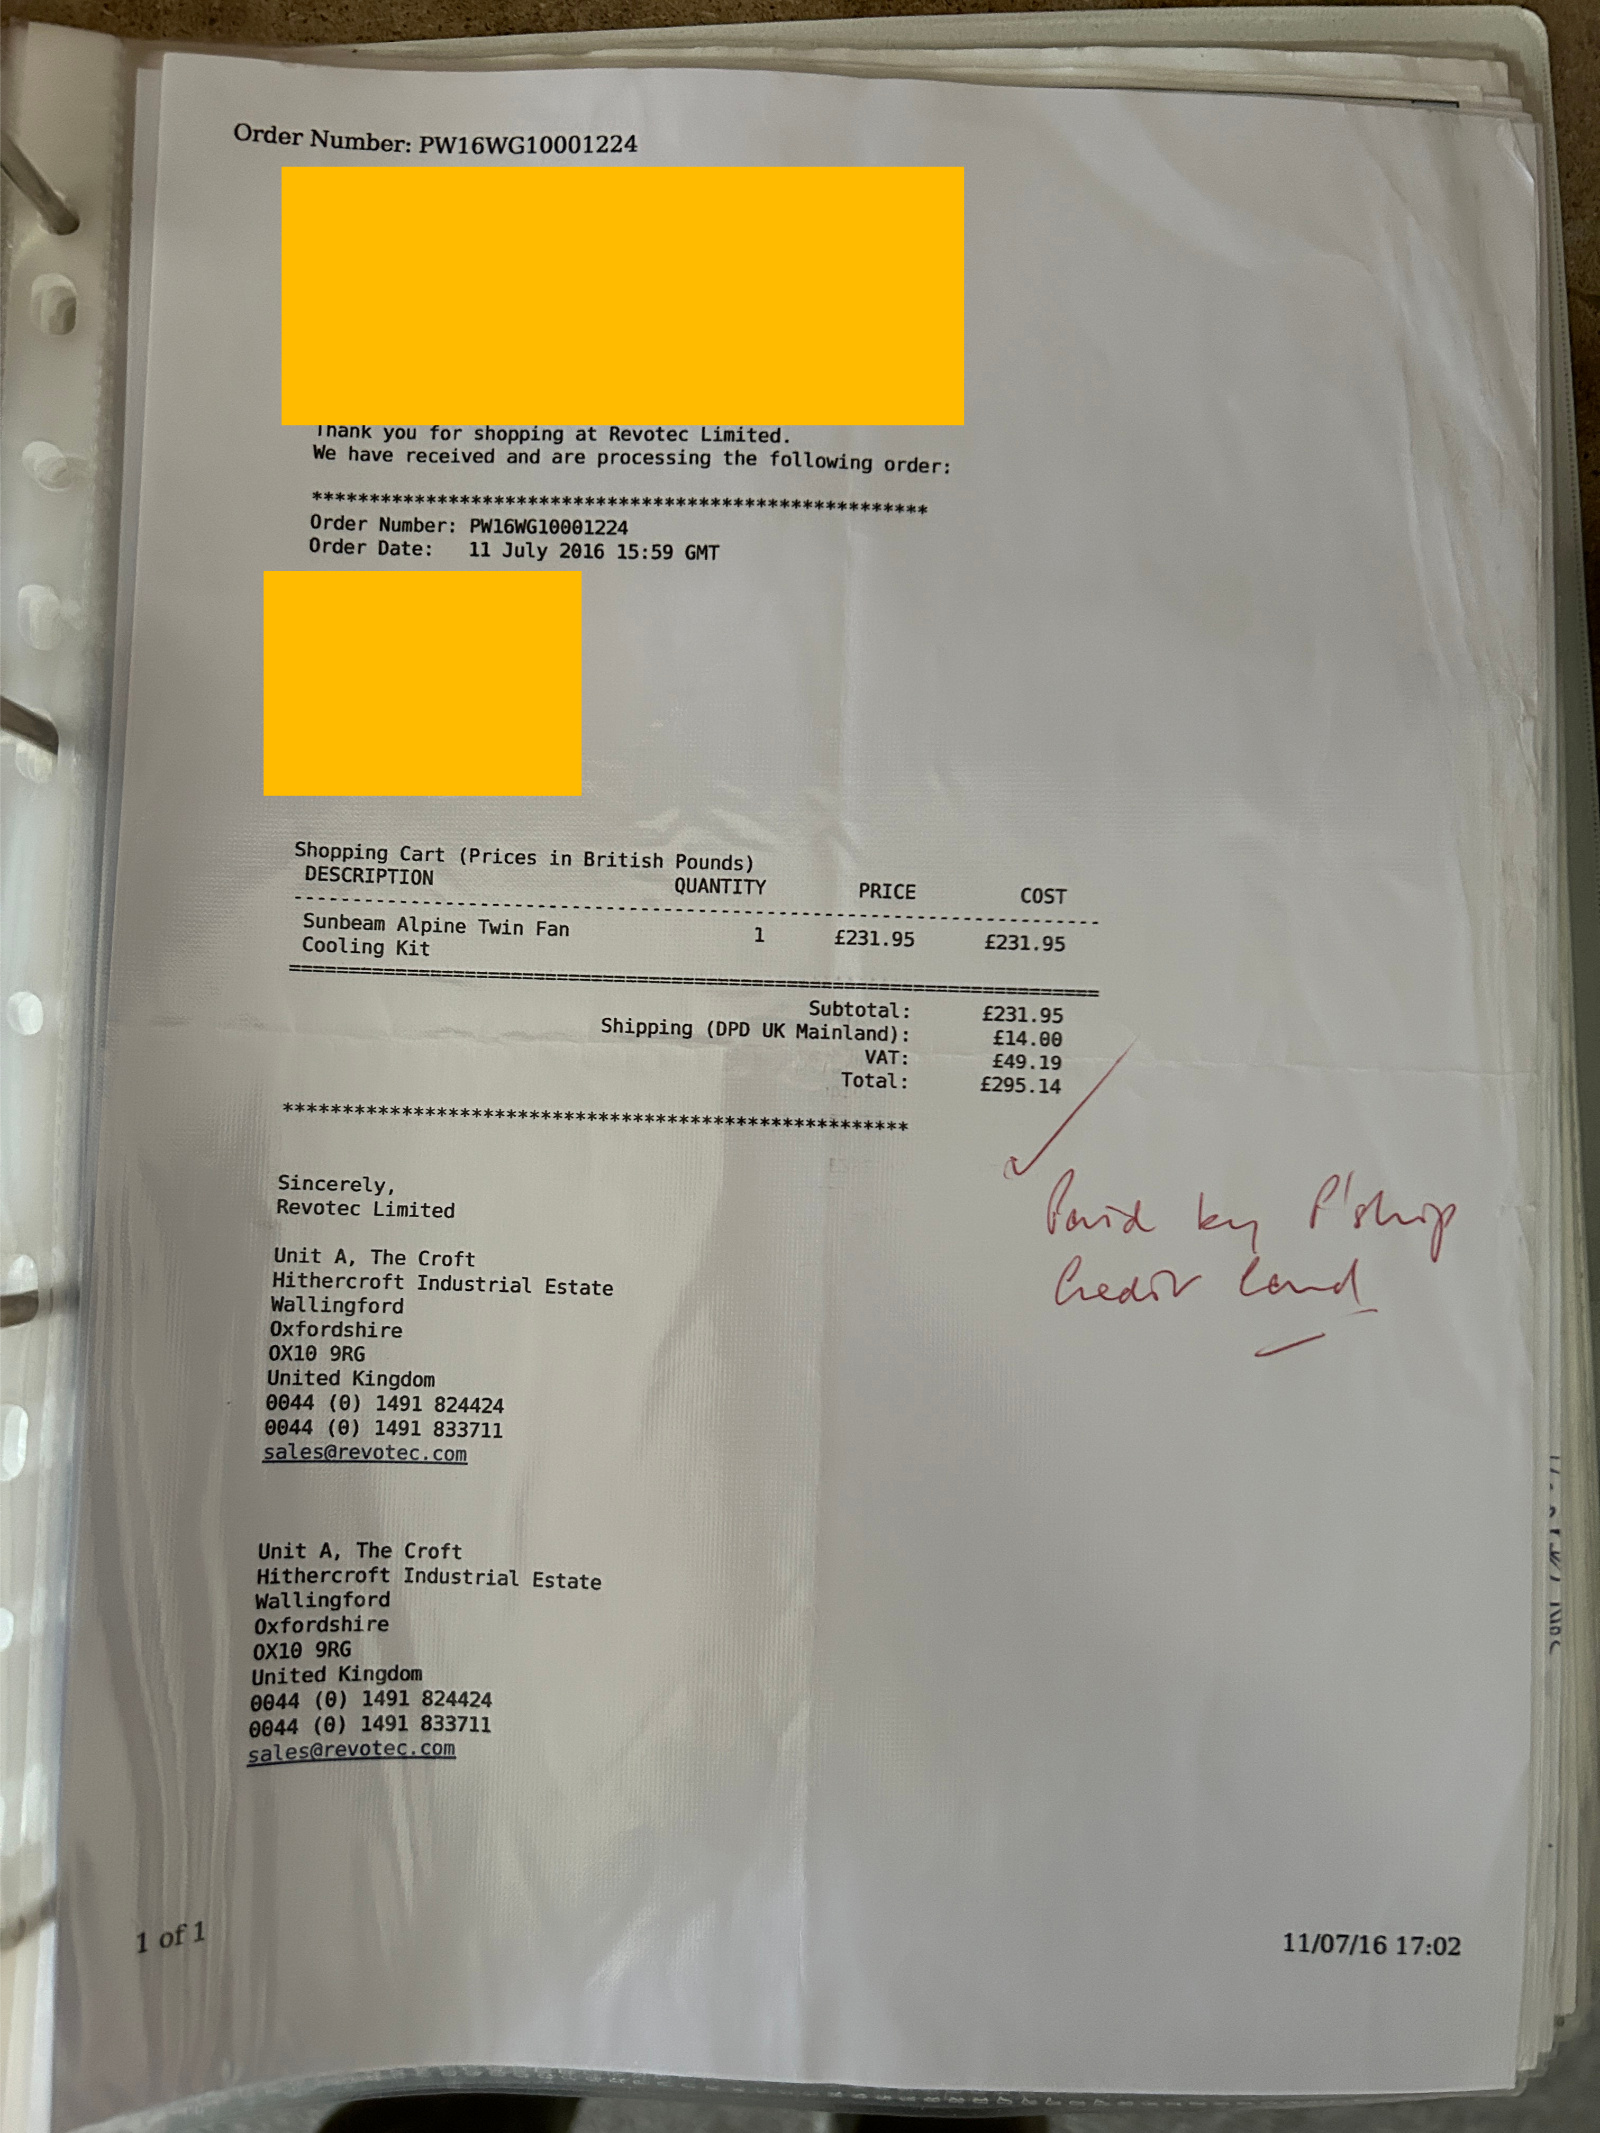 Order Number: PW16WG10001224
Thank you for shopping at Revotec Limited.
We have received and are processing the following order:
*******************************************************
Order Number: PW16WG10001224
Order Date:   11 July 2016 15:59 GMT
Shopping Cart (Prices in British Pounds)
DESCRIPTION QUANTITY PRICE COST
--------------------------------------------------------------------------------
Sunbeam Alpine Twin Fan 1 £231.95 £231.95
Cooling Kit
================================================================================
Subtotal: £231.95
Shipping (DPD UK Mainland): £14.00
VAT: £49.19
Total: £295.14
*******************************************************
Sincerely,
Revotec Limited
Unit A, The Croft
Hithercroft Industrial Estate
Wallingford
Oxfordshire
OX10 9RG
United Kingdom
0044 (0) 1491 824424
0044 (0) 1491 833711
sales@revotec.com
Paid by P'ship
Credit Card
Unit A, The Croft
Hithercroft Industrial Estate
Wallingford
Oxfordshire
OX10 9RG
United Kingdom
0044 (0) 1491 824424
0044 (0) 1491 833711
sales@revotec.com
1 of 1
11/07/16 17:02